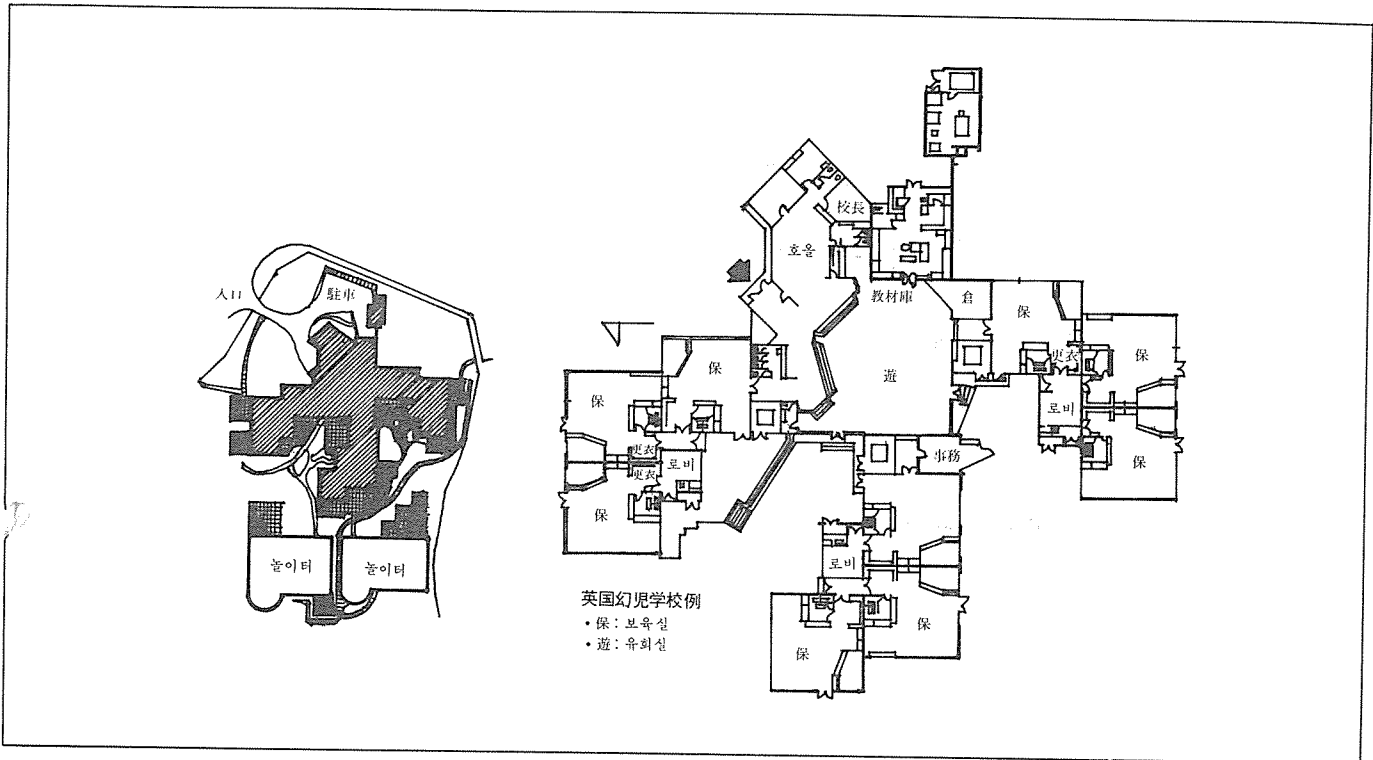 入口
駐車
놀이터
놀이터
校長
호올
教材庫
倉
保
保
更衣
로비
保
遊
保
保
更衣
更衣
로비
保
事務
로비
保
保
英国幼児学校例
• 保: 보육실
• 遊: 유희실